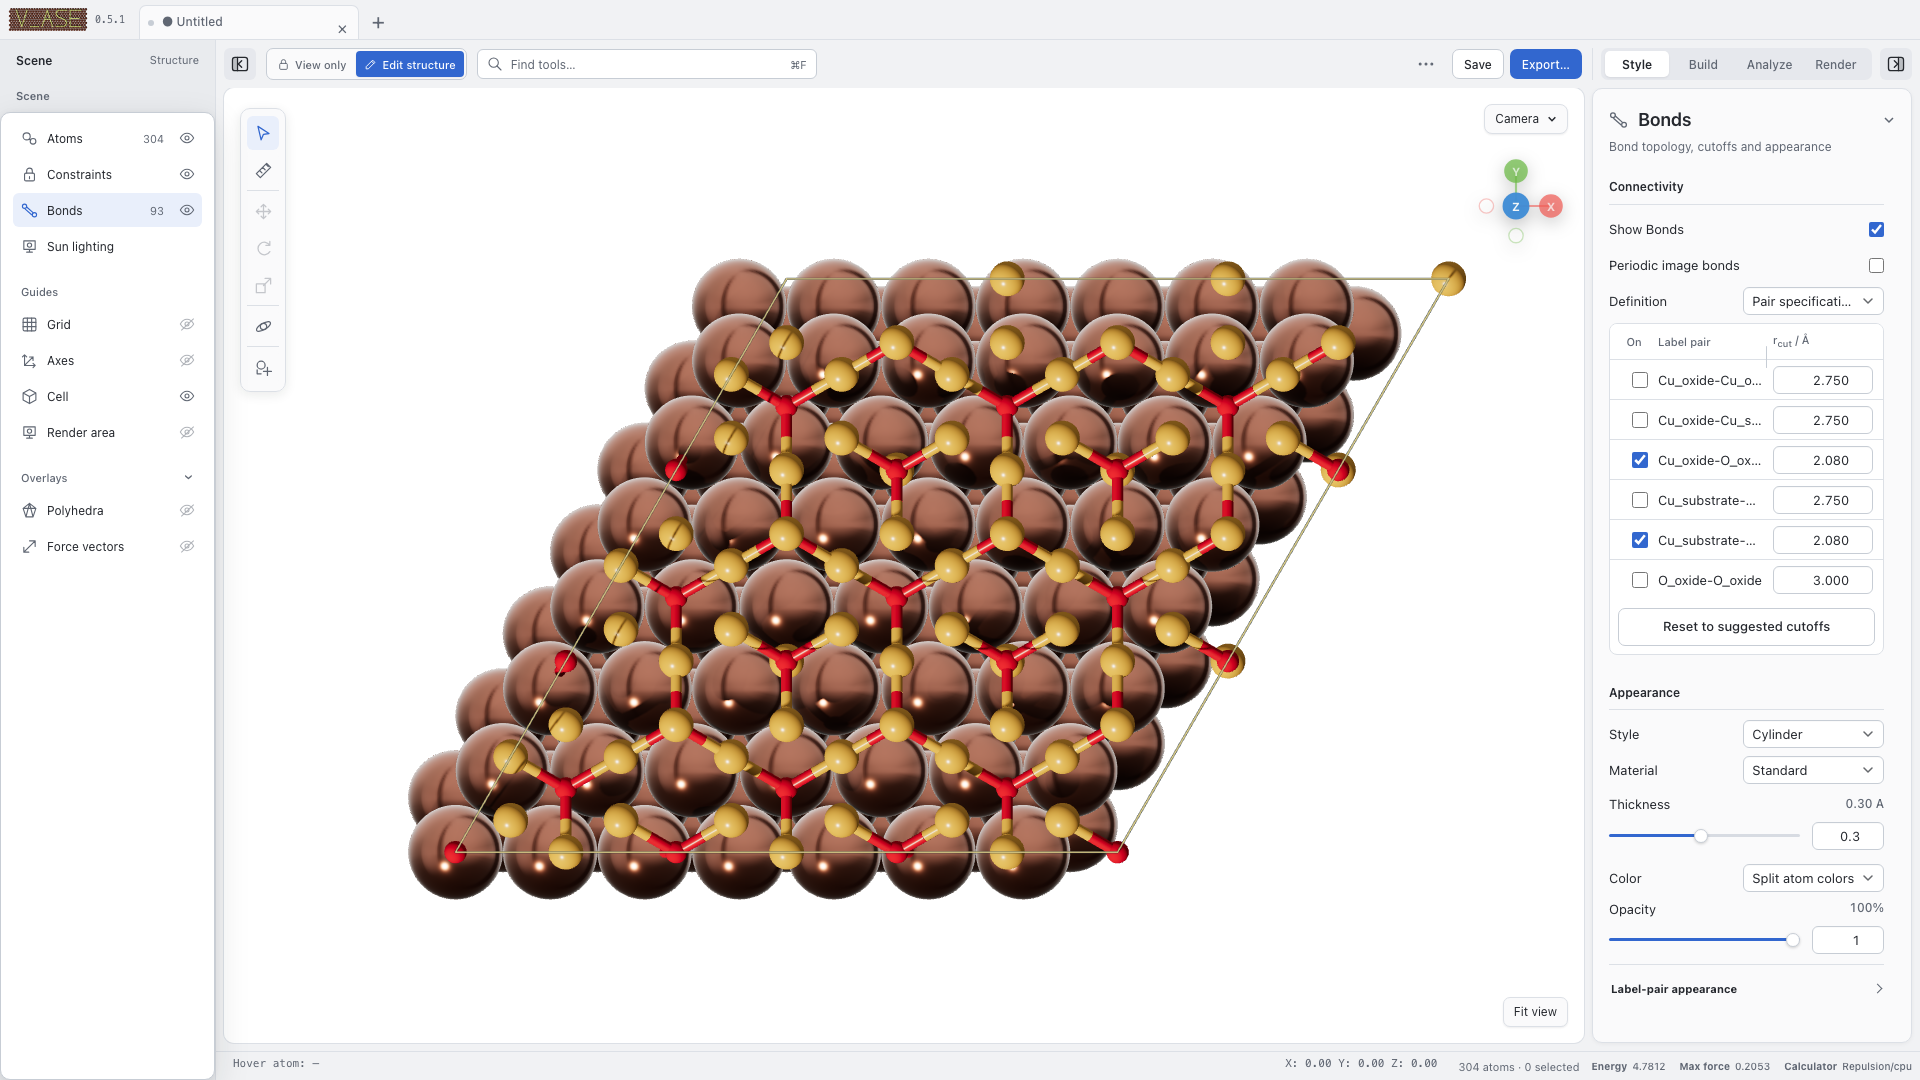 V_ASE 0.5.1
Untitled
Scene Structure
View only Edit structure Find tools... ⌘F
Save Export... Style Build Analyze Render
Scene
Atoms 304
Constraints
Bonds 93
Sun lighting
Guides
Grid
Axes
Cell
Render area
Overlays
Polyhedra
Force vectors
Camera
Y
Z X
Fit view
Bonds
Bond topology, cutoffs and appearance
Connectivity
Show Bonds
Periodic image bonds
Definition Pair specificati...
On Label pair rcut / Å
Cu_oxide-Cu_o... 2.750
Cu_oxide-Cu_s... 2.750
Cu_oxide-O_ox... 2.080
Cu_substrate-... 2.750
Cu_substrate-... 2.080
O_oxide-O_oxide 3.000
Reset to suggested cutoffs
Appearance
Style Cylinder
Material Standard
Thickness 0.30 A
0.3
Color Split atom colors
Opacity 100%
1
Label-pair appearance
Hover atom: —
X: 0.00 Y: 0.00 Z: 0.00 304 atoms · 0 selected Energy 4.7812 Max force 0.2053 Calculator Repulsion/cpu